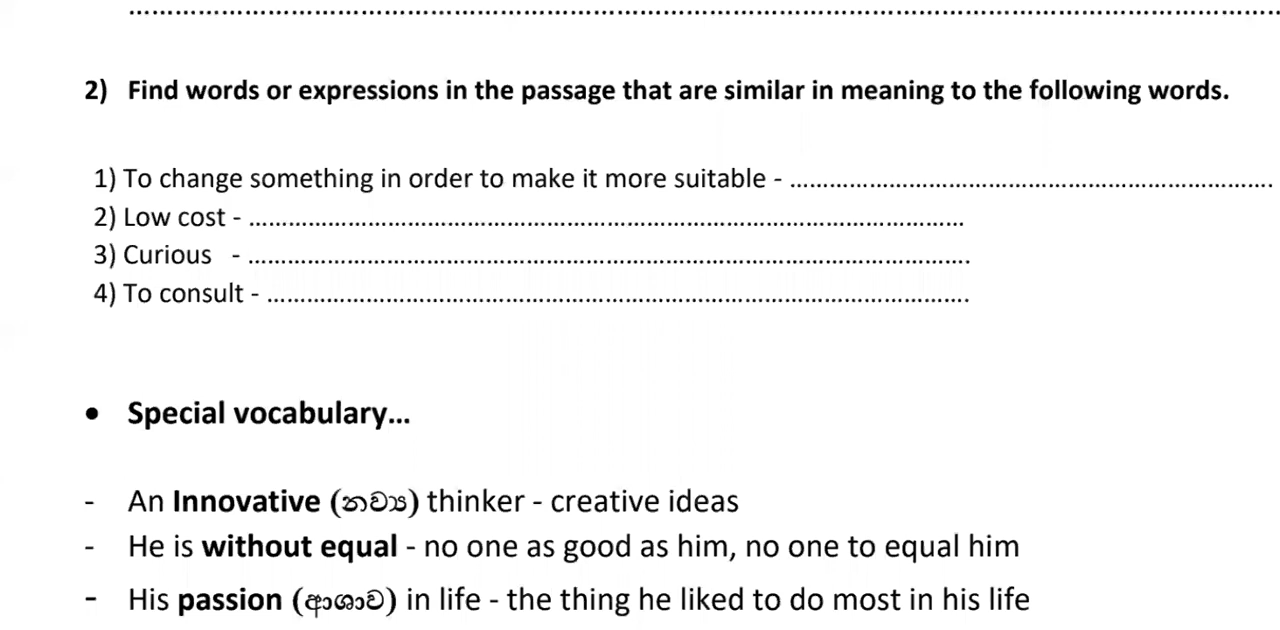 ................................................................................................................................................
2) Find words or expressions in the passage that are similar in meaning to the following words.
1) To change something in order to make it more suitable - .........................................................................
2) Low cost - ............................................................................................................
3) Curious - .............................................................................................................
4) To consult - ..........................................................................................................
• Special vocabulary...
- An Innovative (නව්‍ය) thinker - creative ideas
- He is without equal - no one as good as him, no one to equal him
- His passion (ආශාව) in life - the thing he liked to do most in his life